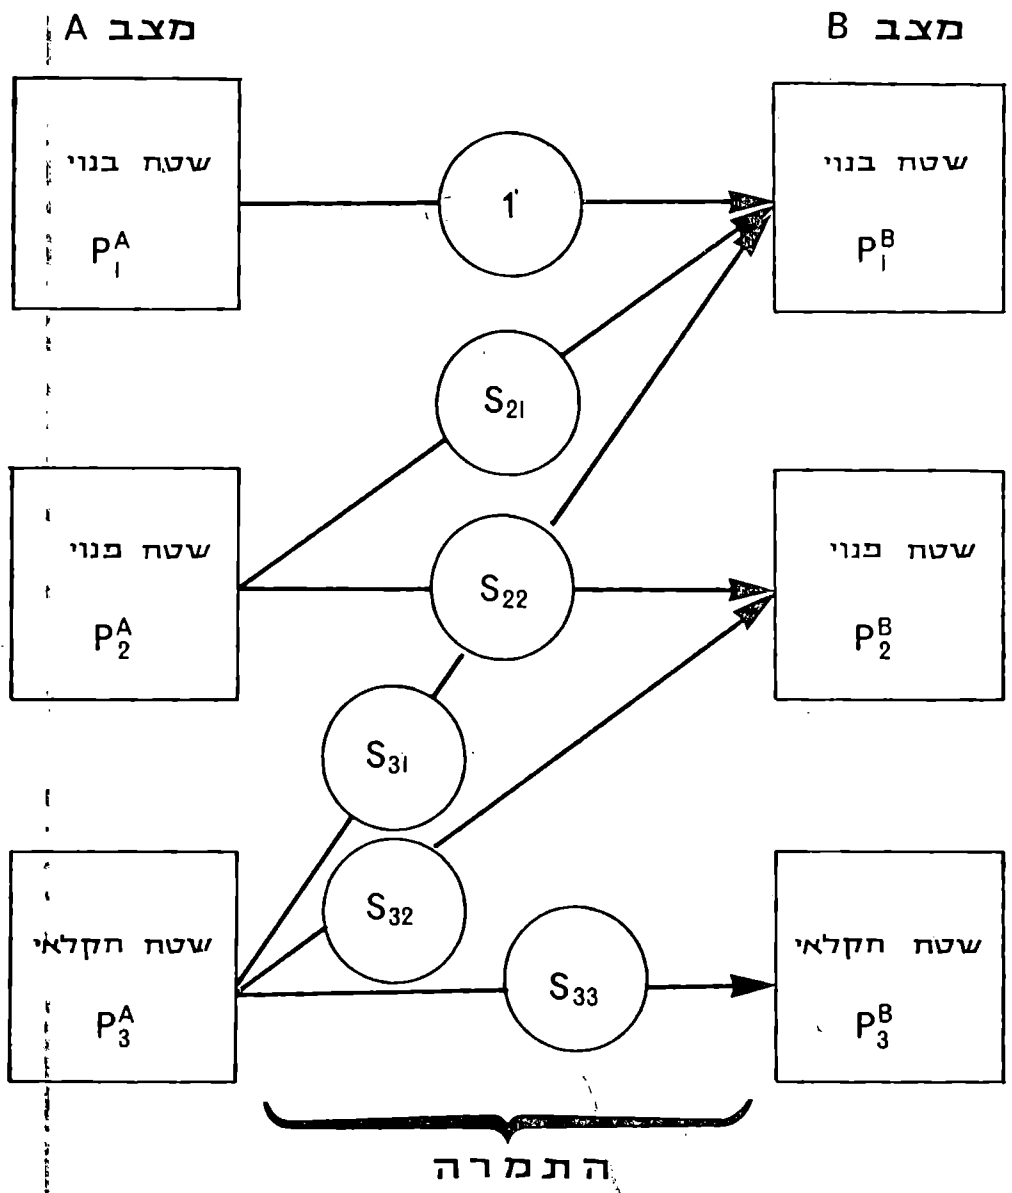 מצב A
מצב B
שטח בנוי
P₁ᴬ
1
שטח בנוי
P₁ᴮ
S₂₁
שטח פנוי
P₂ᴬ
S₂₂
שטח פנוי
P₂ᴮ
S₃₁
S₃₂
שטח חקלאי
P₃ᴬ
S₃₃
שטח חקלאי
P₃ᴮ
התמרה